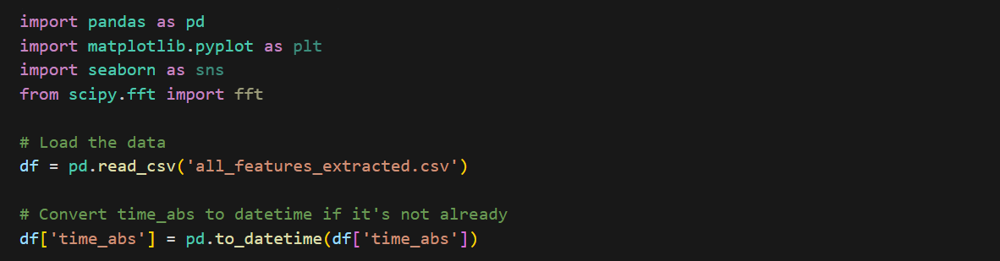 import pandas as pd
import matplotlib.pyplot as plt
import seaborn as sns
from scipy.fft import fft
# Load the data
df = pd.read_csv('all_features_extracted.csv')
# Convert time_abs to datetime if it's not already
df['time_abs'] = pd.to_datetime(df['time_abs'])